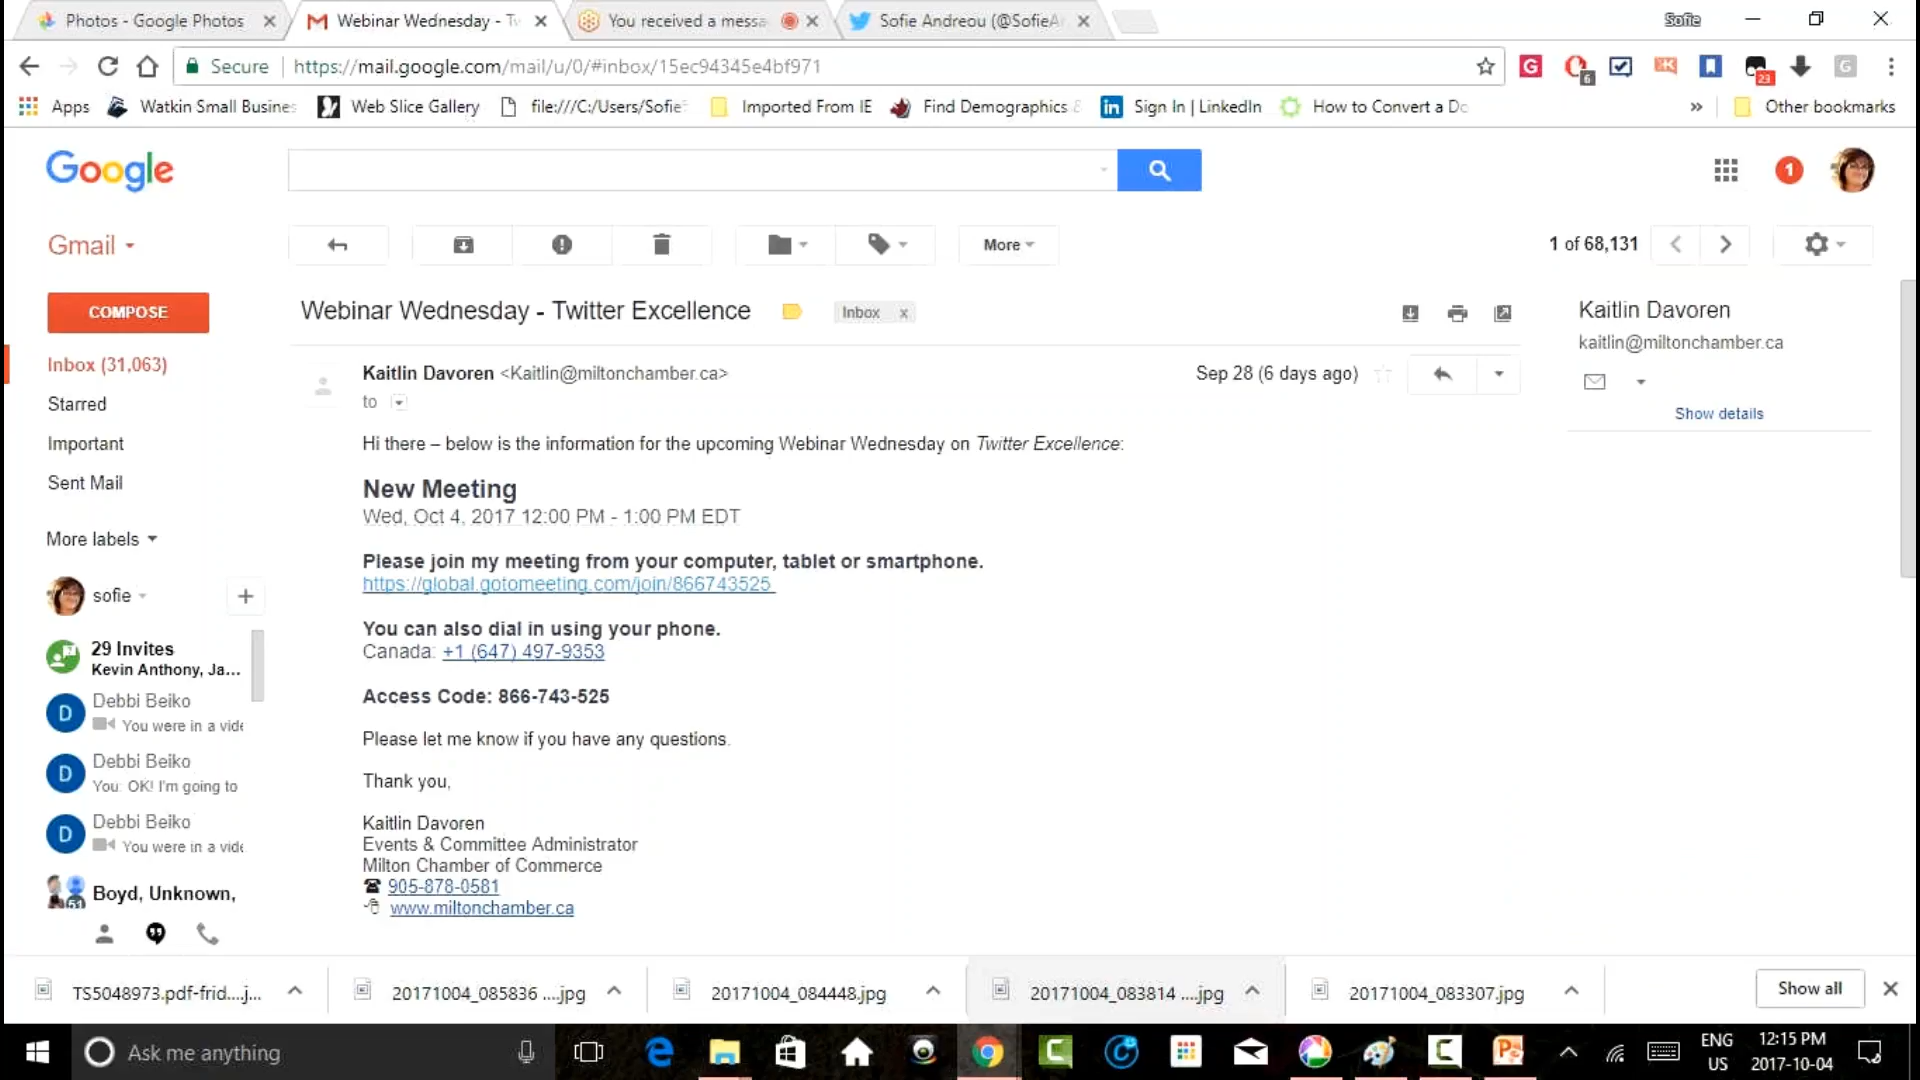 Photos - Google Photos
Webinar Wednesday - Tw
You received a messa
Sofie Andreou (@SofieA
Sofie
Secure
https://mail.google.com/mail/u/0/#inbox/15ec94345e4bf971
G
6
23
G
Apps
Watkin Small Busines
Web Slice Gallery
file:///C:/Users/Sofie
Imported From IE
Find Demographics &
in
Sign In | LinkedIn
How to Convert a Do
»
Other bookmarks
Google
1
Gmail
More
1 of 68,131
COMPOSE
Webinar Wednesday - Twitter Excellence
Inbox x
Kaitlin Davoren
kaitlin@miltonchamber.ca
Show details
Inbox (31,063)
Starred
Important
Sent Mail
More labels
sofie
+
29 Invites
Kevin Anthony, Ja...
D
Debbi Beiko
You were in a vide
D
Debbi Beiko
You: OK! I'm going to
D
Debbi Beiko
You were in a vide
51
Boyd, Unknown,
Kaitlin Davoren <Kaitlin@miltonchamber.ca>
Sep 28 (6 days ago)
to
Hi there – below is the information for the upcoming Webinar Wednesday on Twitter Excellence:
New Meeting
Wed, Oct 4, 2017 12:00 PM - 1:00 PM EDT
Please join my meeting from your computer, tablet or smartphone.
https://global.gotomeeting.com/join/866743525
You can also dial in using your phone.
Canada: +1 (647) 497-9353
Access Code: 866-743-525
Please let me know if you have any questions.
Thank you,
Kaitlin Davoren
Events & Committee Administrator
Milton Chamber of Commerce
905-878-0581
www.miltonchamber.ca
TS5048973.pdf-frid....j...
20171004_085836 ....jpg
20171004_084448.jpg
20171004_083814 ....jpg
20171004_083307.jpg
Show all
Ask me anything
ENG
US
12:15 PM
2017-10-04